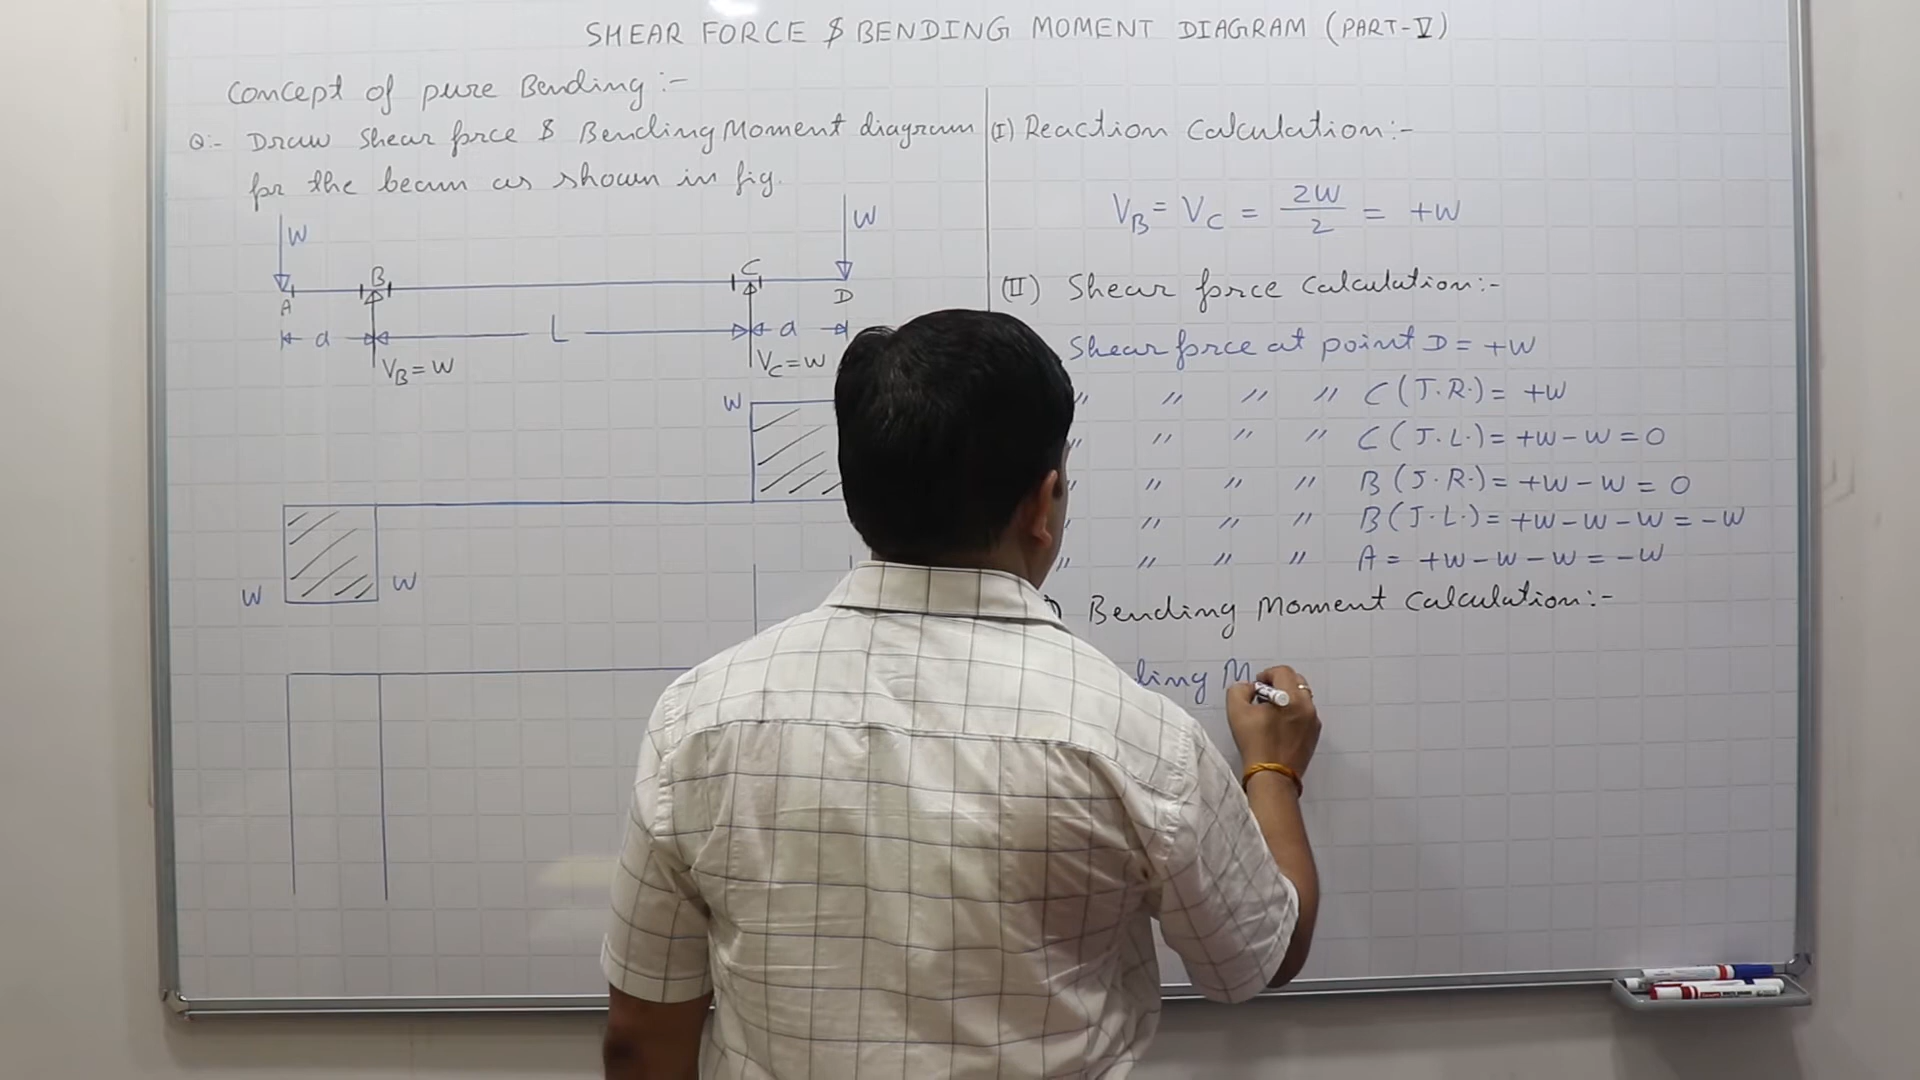 SHEAR FORCE & BENDING MOMENT DIAGRAM (PART-V)
Concept of pure Bending :-
Q:- Draw Shear force & Bending Moment diagram
for the beam as shown in fig.
W
W
A
B
C
D
a
L
a
VB = W
VC = W
W
W
W
(I) Reaction Calculation :-
VB = VC = 2W/2 = +W
(II) Shear force Calculation :-
Shear force at point D = +W
" " " " C (J.R.) = +W
" " " " C (J.L.) = +W - W = 0
" " " " B (J.R.) = +W - W = 0
" " " " B (J.L.) = +W - W - W = -W
" " " " A = +W - W - W = -W
Bending Moment Calculation :-
ding M